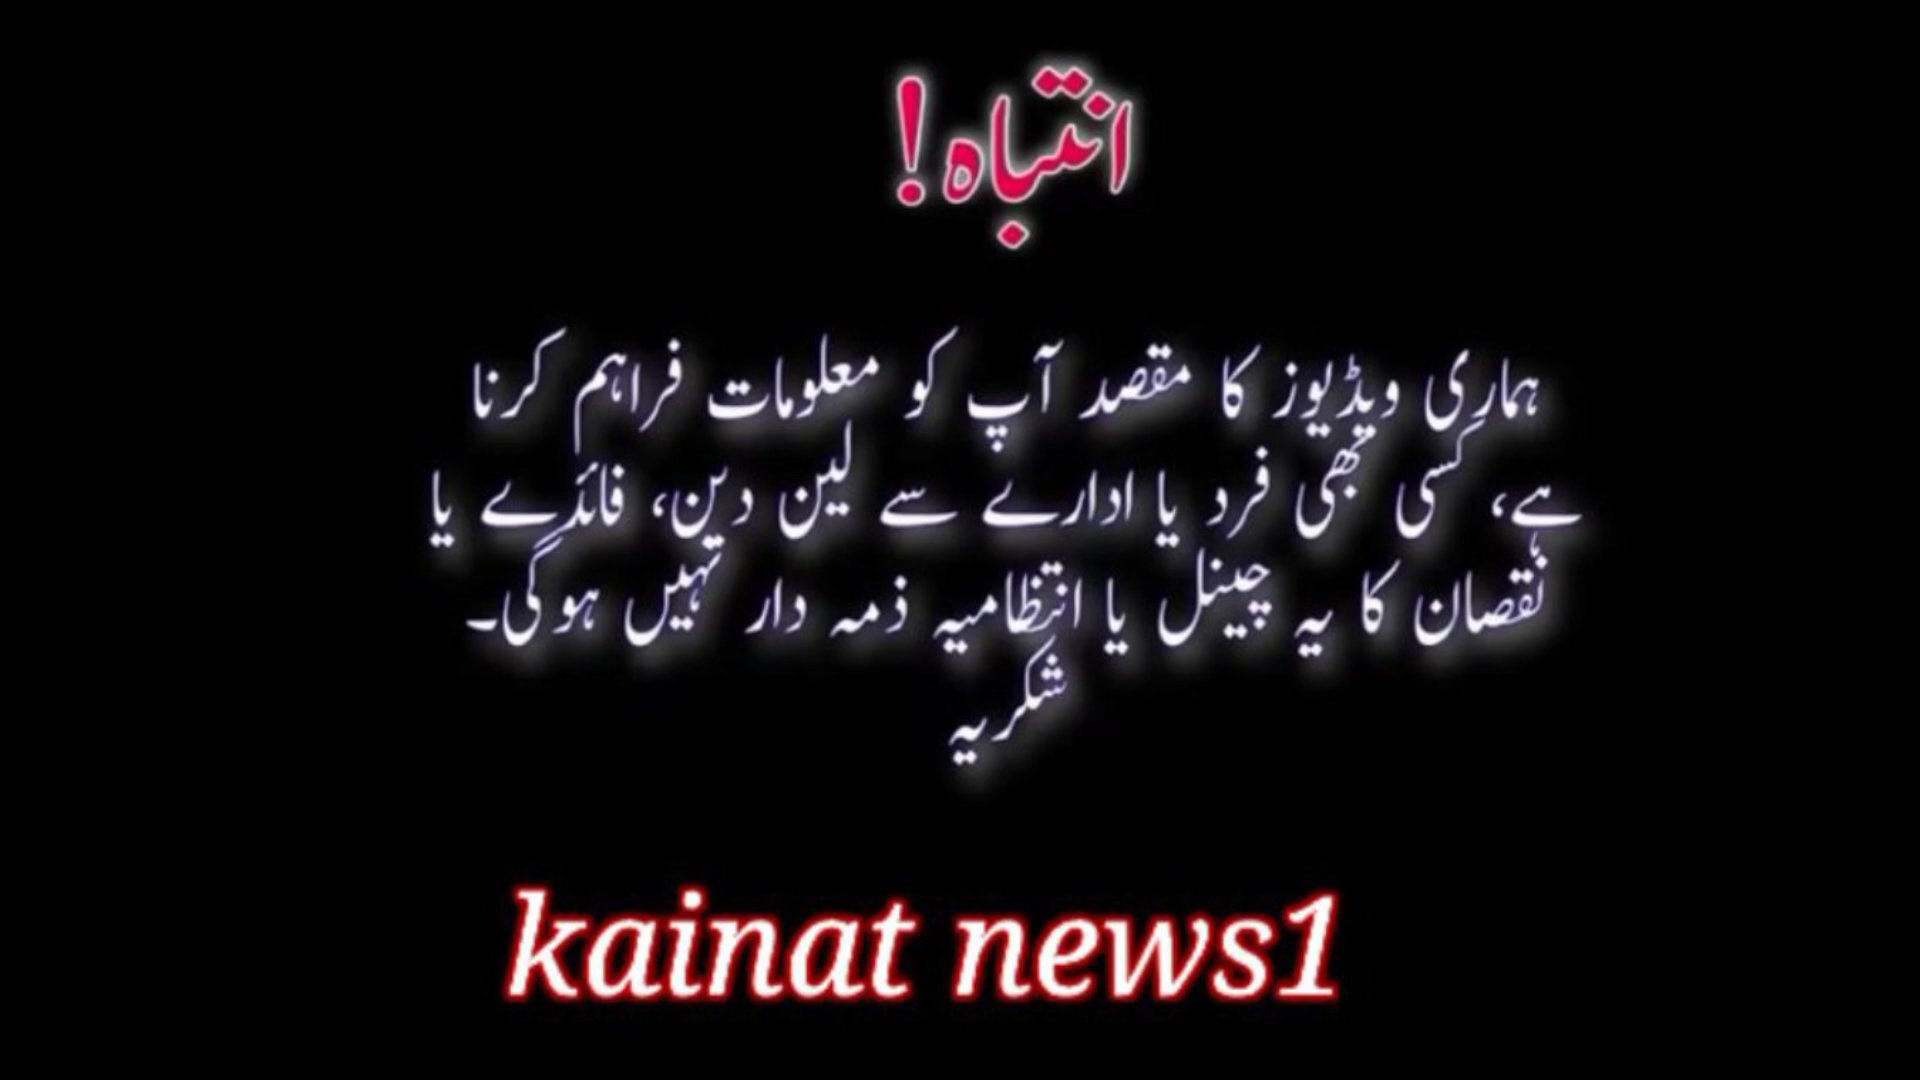 انتباہ!
ہماری ویڈیوز کا مقصد آپ کو معلومات فراہم کرنا
ہے، کسی بھی فرد یا ادارے سے لین دین، فائدے یا
نقصان کا یہ چینل یا انتظامیہ ذمہ دار نہیں ہوگی۔
شکریہ
kainat news1